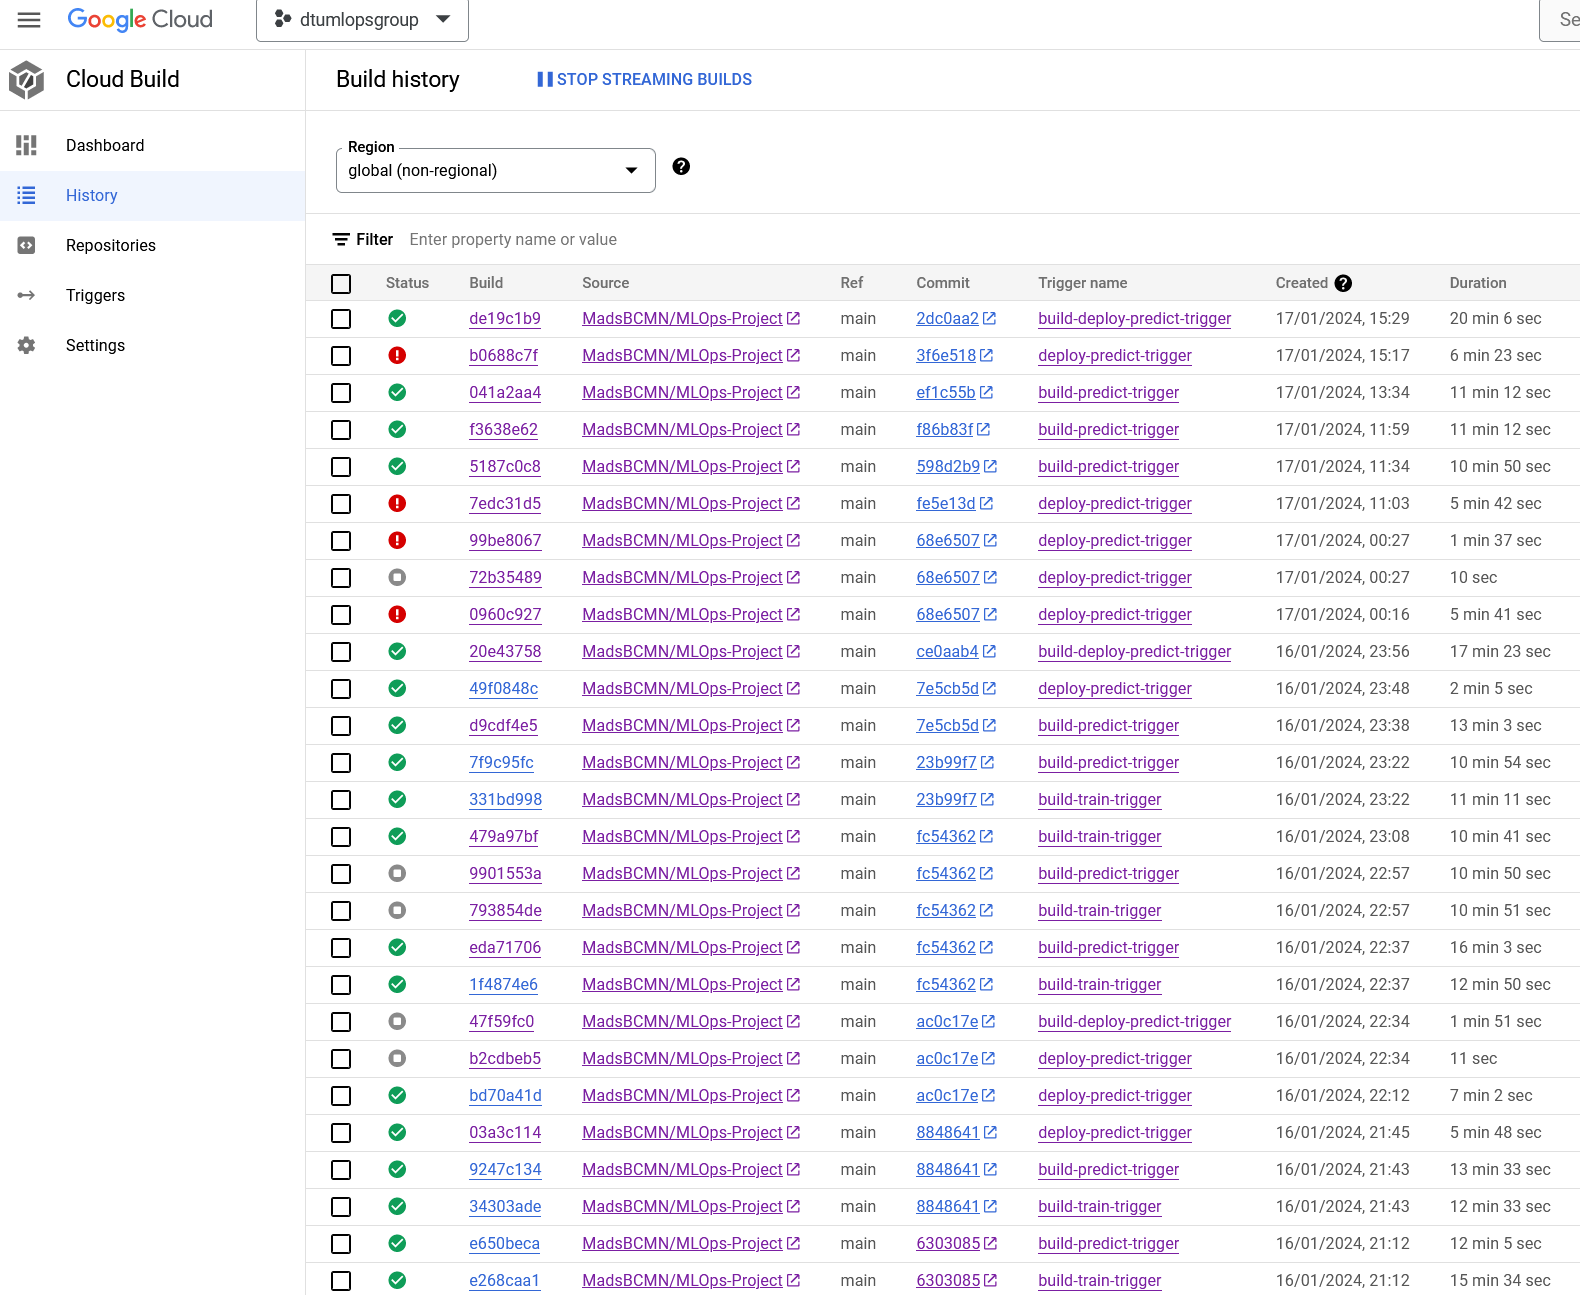 Google Cloud
dtumlopsgroup
Se
Cloud Build
Build history
STOP STREAMING BUILDS
Dashboard
History
Repositories
Triggers
Settings
Region
global (non-regional)
Filter Enter property name or value
Status Build Source Ref Commit Trigger name Created Duration
de19c1b9 MadsBCMN/MLOps-Project main 2dc0aa2 build-deploy-predict-trigger 17/01/2024, 15:29 20 min 6 sec
b0688c7f MadsBCMN/MLOps-Project main 3f6e518 deploy-predict-trigger 17/01/2024, 15:17 6 min 23 sec
041a2aa4 MadsBCMN/MLOps-Project main ef1c55b build-predict-trigger 17/01/2024, 13:34 11 min 12 sec
f3638e62 MadsBCMN/MLOps-Project main f86b83f build-predict-trigger 17/01/2024, 11:59 11 min 12 sec
5187c0c8 MadsBCMN/MLOps-Project main 598d2b9 build-predict-trigger 17/01/2024, 11:34 10 min 50 sec
7edc31d5 MadsBCMN/MLOps-Project main fe5e13d deploy-predict-trigger 17/01/2024, 11:03 5 min 42 sec
99be8067 MadsBCMN/MLOps-Project main 68e6507 deploy-predict-trigger 17/01/2024, 00:27 1 min 37 sec
72b35489 MadsBCMN/MLOps-Project main 68e6507 deploy-predict-trigger 17/01/2024, 00:27 10 sec
0960c927 MadsBCMN/MLOps-Project main 68e6507 deploy-predict-trigger 17/01/2024, 00:16 5 min 41 sec
20e43758 MadsBCMN/MLOps-Project main ce0aab4 build-deploy-predict-trigger 16/01/2024, 23:56 17 min 23 sec
49f0848c MadsBCMN/MLOps-Project main 7e5cb5d deploy-predict-trigger 16/01/2024, 23:48 2 min 5 sec
d9cdf4e5 MadsBCMN/MLOps-Project main 7e5cb5d build-predict-trigger 16/01/2024, 23:38 13 min 3 sec
7f9c95fc MadsBCMN/MLOps-Project main 23b99f7 build-predict-trigger 16/01/2024, 23:22 10 min 54 sec
331bd998 MadsBCMN/MLOps-Project main 23b99f7 build-train-trigger 16/01/2024, 23:22 11 min 11 sec
479a97bf MadsBCMN/MLOps-Project main fc54362 build-train-trigger 16/01/2024, 23:08 10 min 41 sec
9901553a MadsBCMN/MLOps-Project main fc54362 build-predict-trigger 16/01/2024, 22:57 10 min 50 sec
793854de MadsBCMN/MLOps-Project main fc54362 build-train-trigger 16/01/2024, 22:57 10 min 51 sec
eda71706 MadsBCMN/MLOps-Project main fc54362 build-predict-trigger 16/01/2024, 22:37 16 min 3 sec
1f4874e6 MadsBCMN/MLOps-Project main fc54362 build-train-trigger 16/01/2024, 22:37 12 min 50 sec
47f59fc0 MadsBCMN/MLOps-Project main ac0c17e build-deploy-predict-trigger 16/01/2024, 22:34 1 min 51 sec
b2cdbeb5 MadsBCMN/MLOps-Project main ac0c17e deploy-predict-trigger 16/01/2024, 22:34 11 sec
bd70a41d MadsBCMN/MLOps-Project main ac0c17e deploy-predict-trigger 16/01/2024, 22:12 7 min 2 sec
03a3c114 MadsBCMN/MLOps-Project main 8848641 deploy-predict-trigger 16/01/2024, 21:45 5 min 48 sec
9247c134 MadsBCMN/MLOps-Project main 8848641 build-predict-trigger 16/01/2024, 21:43 13 min 33 sec
34303ade MadsBCMN/MLOps-Project main 8848641 build-train-trigger 16/01/2024, 21:43 12 min 33 sec
e650beca MadsBCMN/MLOps-Project main 6303085 build-predict-trigger 16/01/2024, 21:12 12 min 5 sec
e268caa1 MadsBCMN/MLOps-Project main 6303085 build-train-trigger 16/01/2024, 21:12 15 min 34 sec